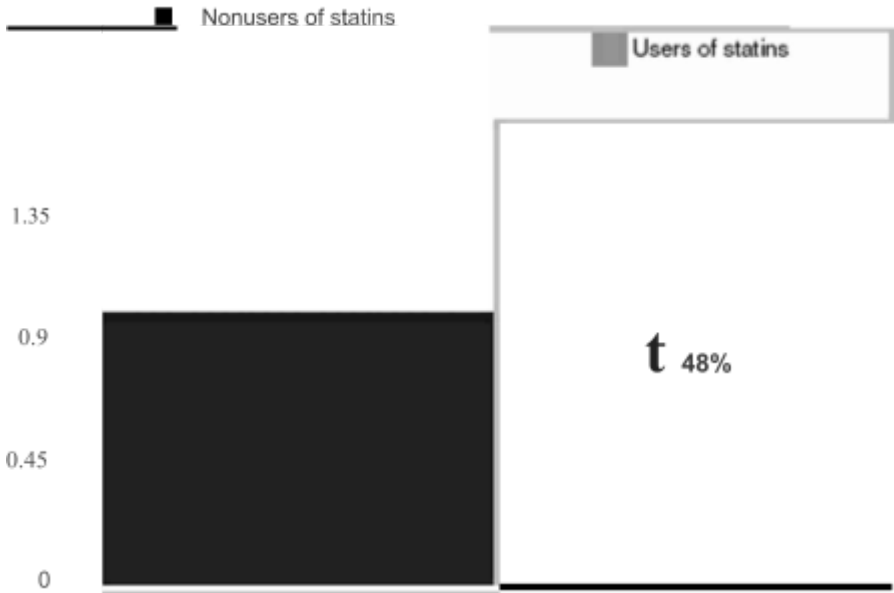 Nonusers of statins
Users of statins
1.35
0.9
t 48%
0.45
0